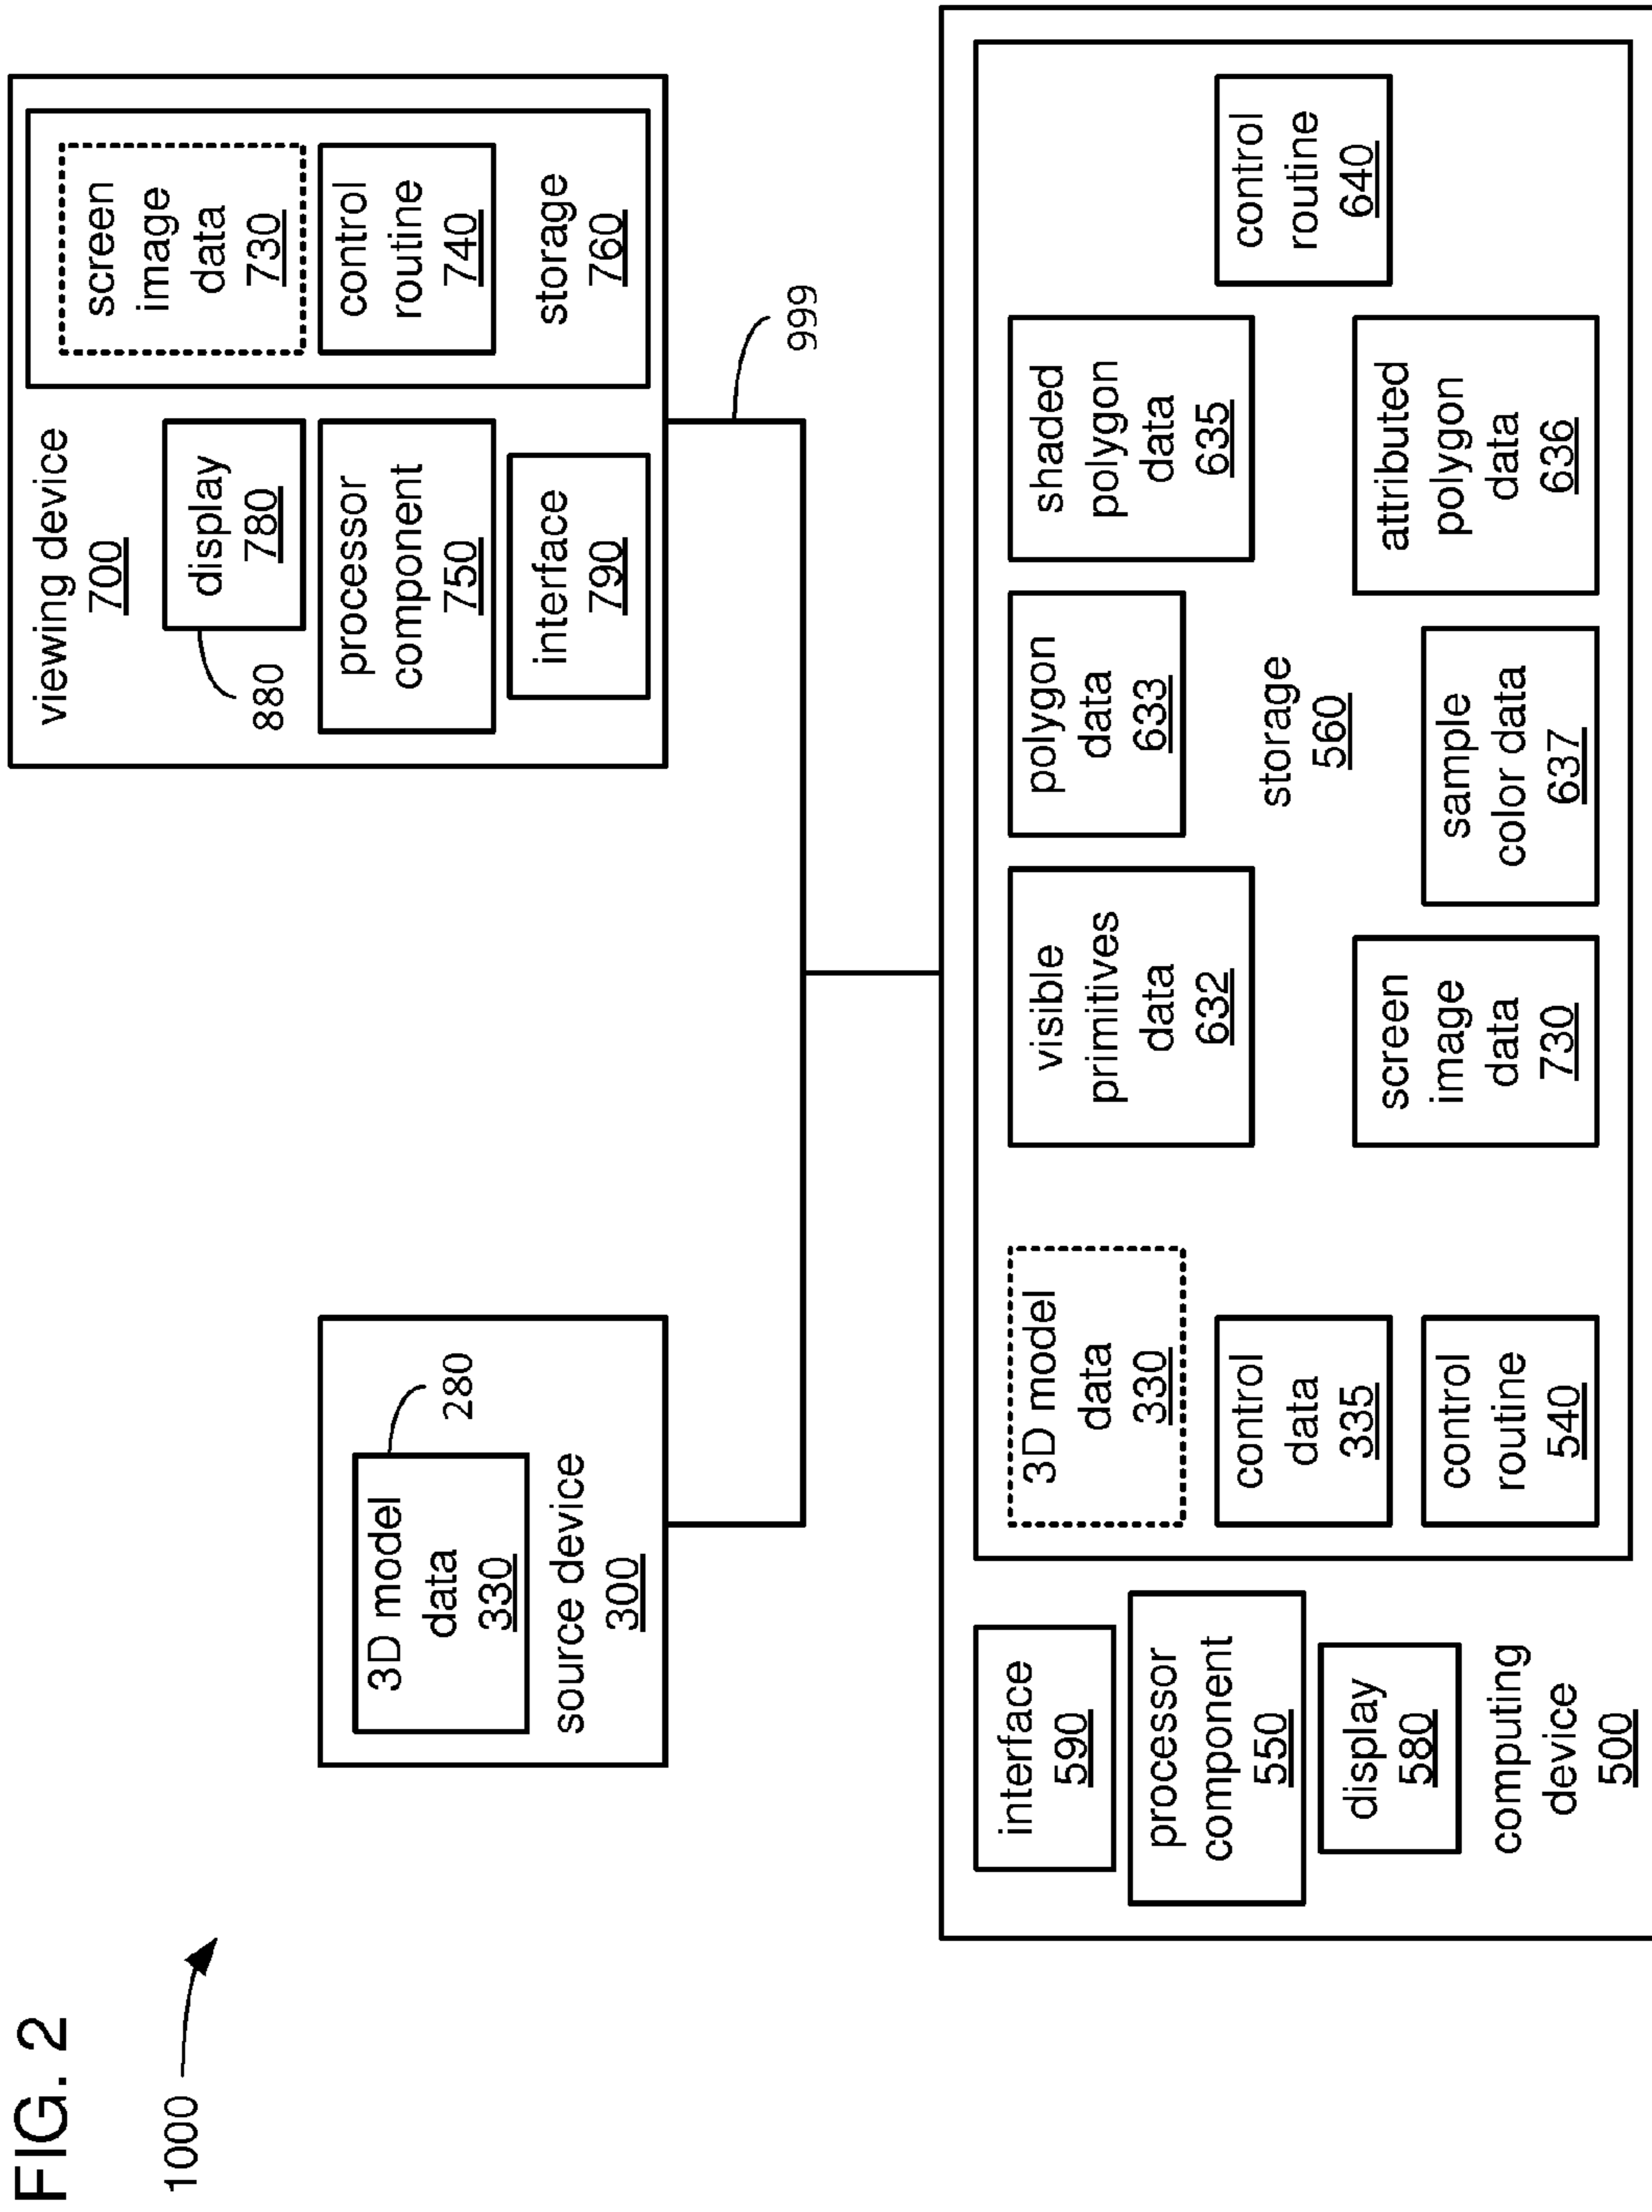 FIG. 2
1000
3D model
data
330
280
source device
300
viewing device
700
display
780
880
processor
component
750
interface
790
screen
image
data
730
control
routine
740
storage
760
999
interface
590
processor
component
550
display
580
computing
device
500
3D model
data
330
control
data
335
control
routine
540
visible
primitives
data
632
polygon
data
633
shaded
polygon
data
635
storage
560
control
routine
640
screen
image
data
730
sample
color data
637
attributed
polygon
data
636